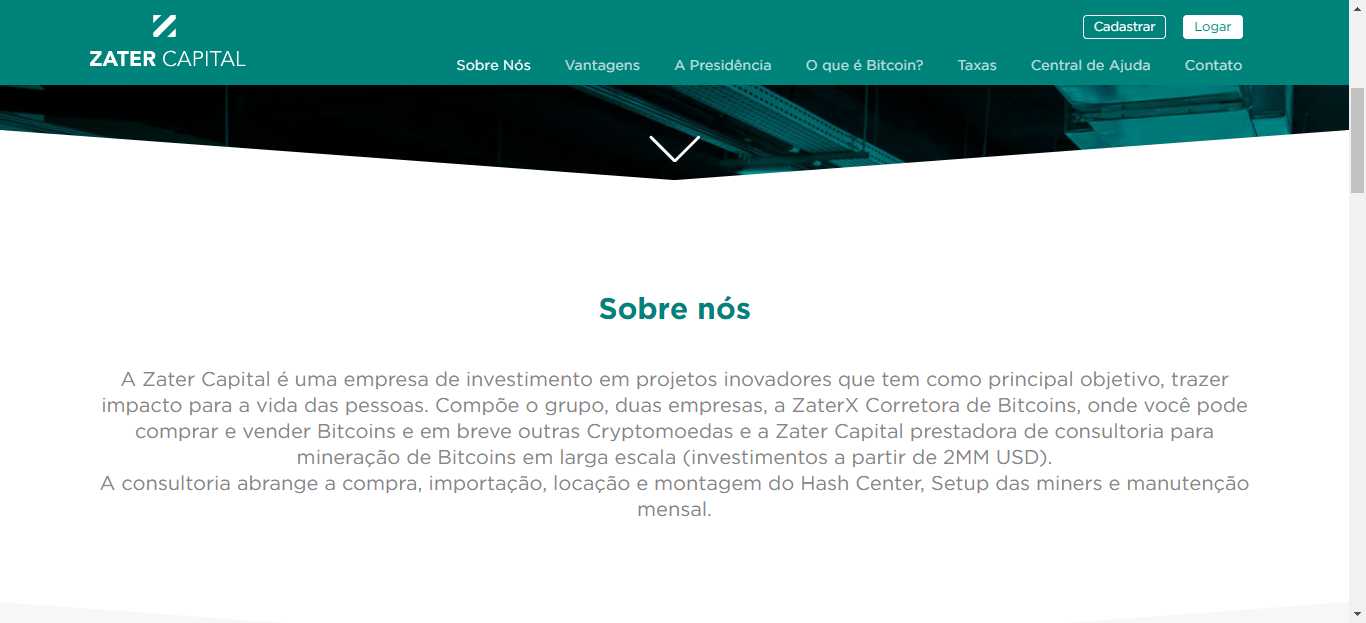 Cadastrar
Logar
ZATER CAPITAL
Sobre Nós
Vantagens
A Presidência
O que é Bitcoin?
Taxas
Central de Ajuda
Contato
Sobre nós
A Zater Capital é uma empresa de investimento em projetos inovadores que tem como principal objetivo, trazer
impacto para a vida das pessoas. Compõe o grupo, duas empresas, a ZaterX Corretora de Bitcoins, onde você pode
comprar e vender Bitcoins e em breve outras Cryptomoedas e a Zater Capital prestadora de consultoria para
mineração de Bitcoins em larga escala (investimentos a partir de 2MM USD).
A consultoria abrange a compra, importação, locação e montagem do Hash Center, Setup das miners e manutenção
mensal.